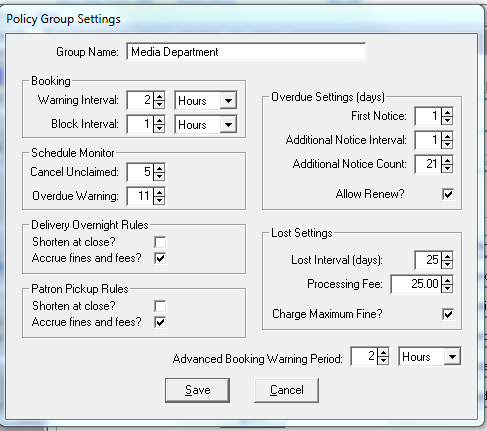 Policy Group Settings
Group Name: Media Department
Booking
Warning Interval: 2 Hours
Block Interval: 1 Hours
Schedule Monitor
Cancel Unclaimed: 5
Overdue Warning: 11
Delivery Overnight Rules
Shorten at close?
Accrue fines and fees?
Patron Pickup Rules
Shorten at close?
Accrue fines and fees?
Overdue Settings (days)
First Notice: 1
Additional Notice Interval: 1
Additional Notice Count: 21
Allow Renew?
Lost Settings
Lost Interval (days): 25
Processing Fee: 25.00
Charge Maximum Fine?
Advanced Booking Warning Period: 2 Hours
Save Cancel